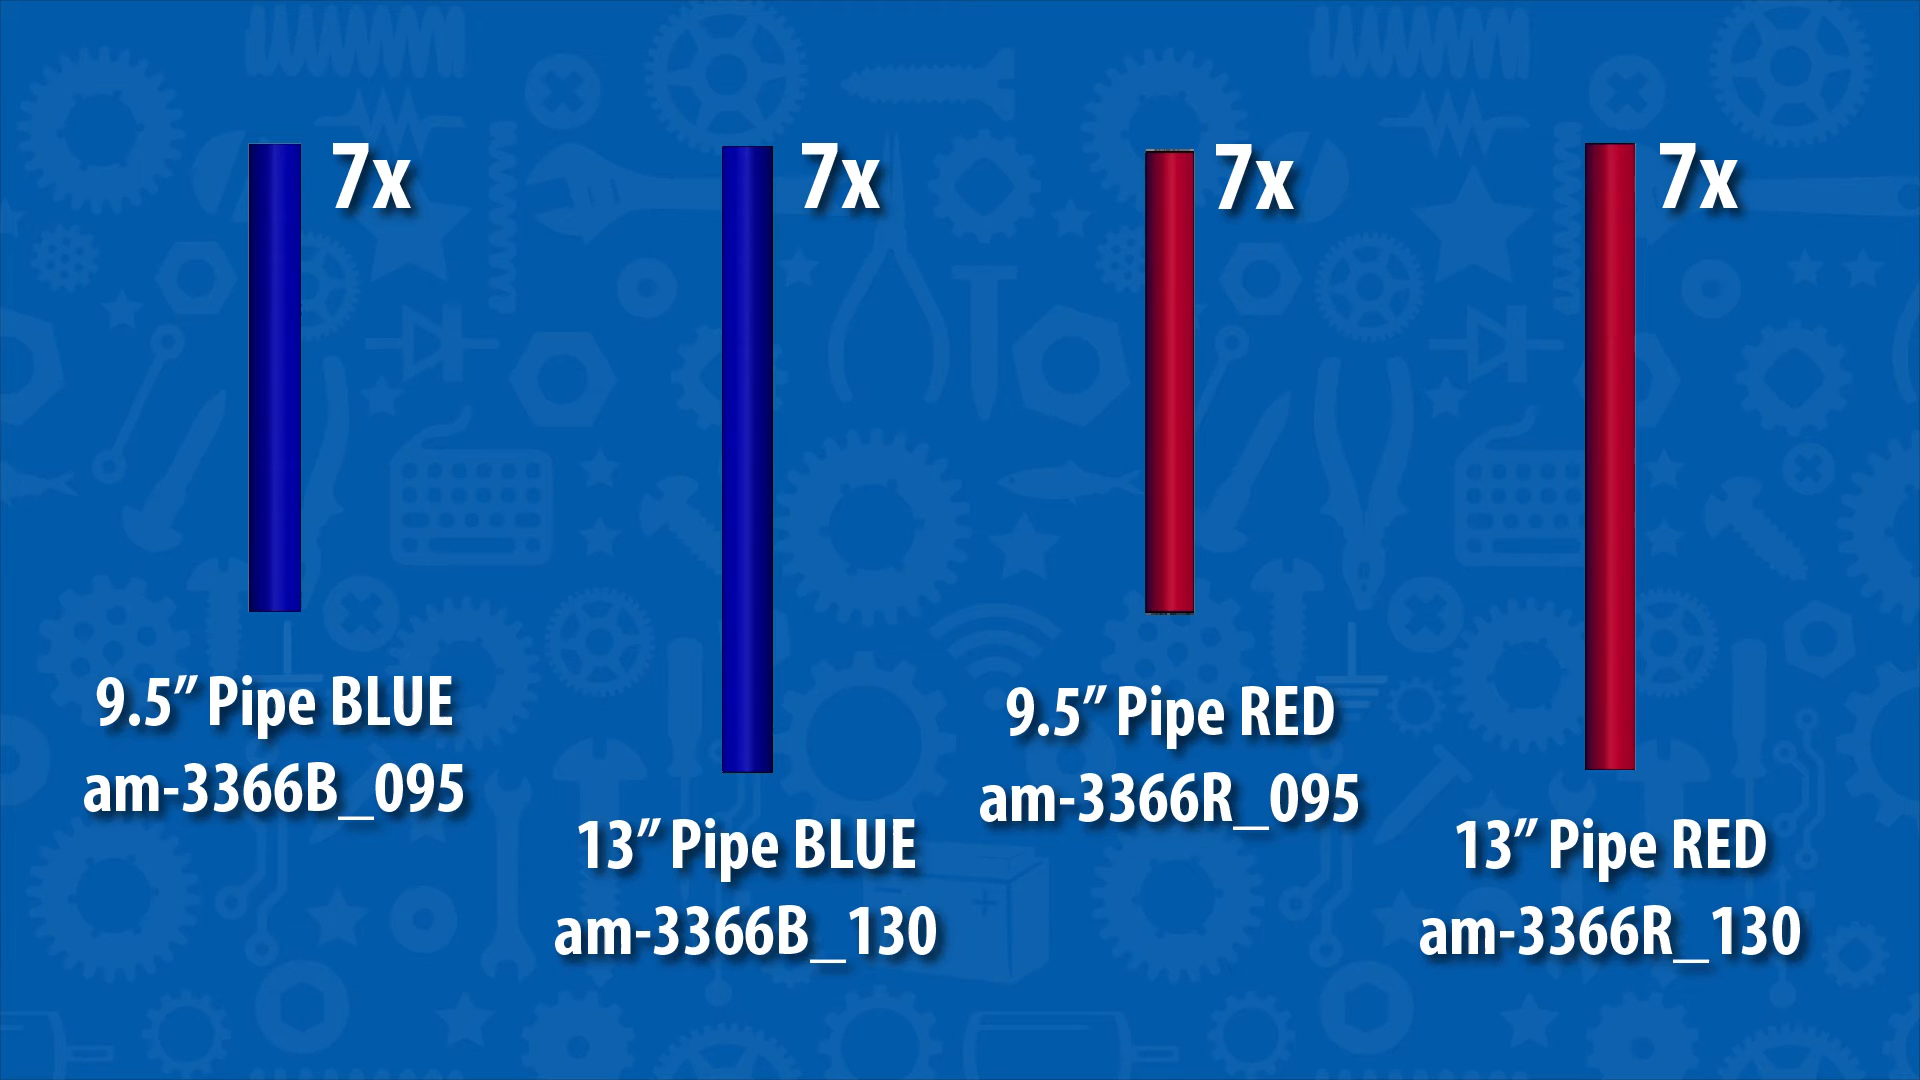 7x
9.5” Pipe BLUE
am-3366B_095
7x
13” Pipe BLUE
am-3366B_130
7x
9.5” Pipe RED
am-3366R_095
7x
13” Pipe RED
am-3366R_130